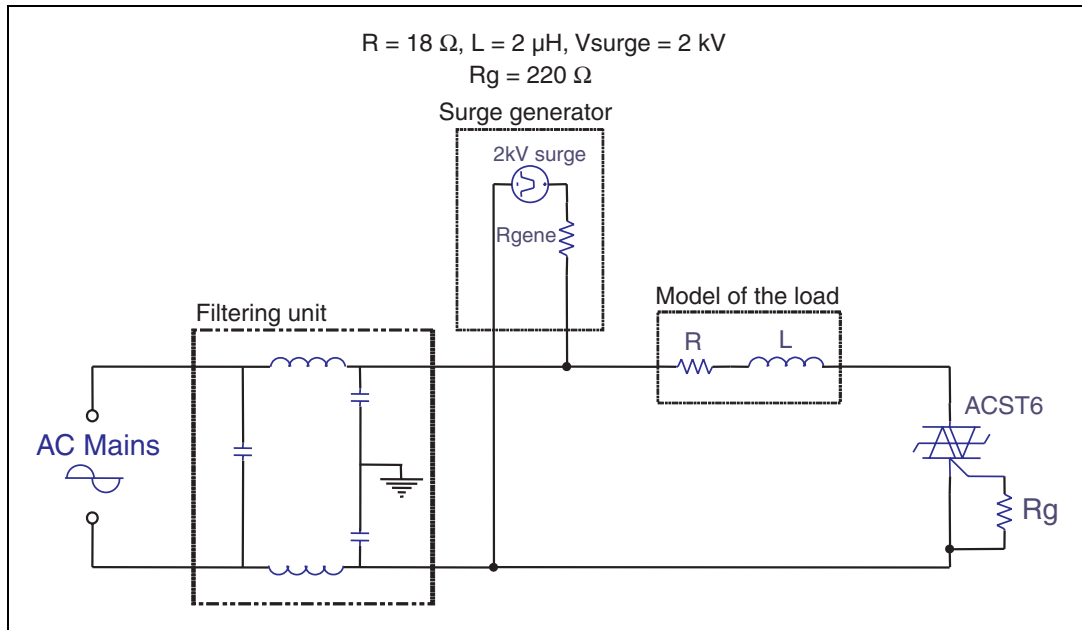 R = 18 Ω, L = 2 µH, Vsurge = 2 kV
Rg = 220 Ω
Surge generator
2kV surge
Rgene
Filtering unit
Model of the load
R
L
ACST6
AC Mains
Rg